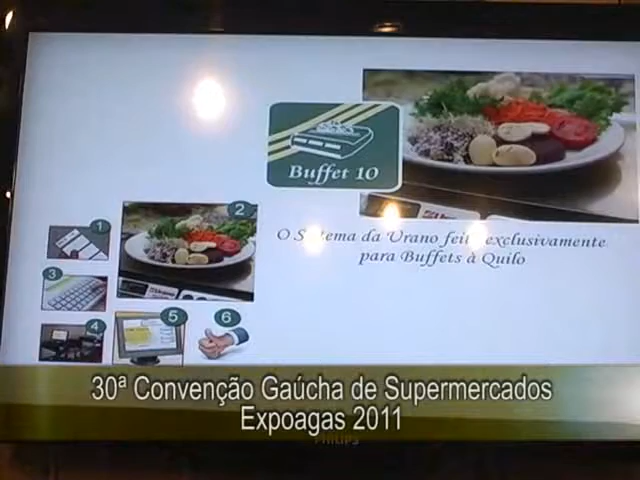 Buffet 10
O Sistema da Urano feito exclusivamente
para Buffets à Quilo
1
2
3
4
5
6
30ª Convenção Gaúcha de Supermercados
Expoagas 2011
PHILIPS